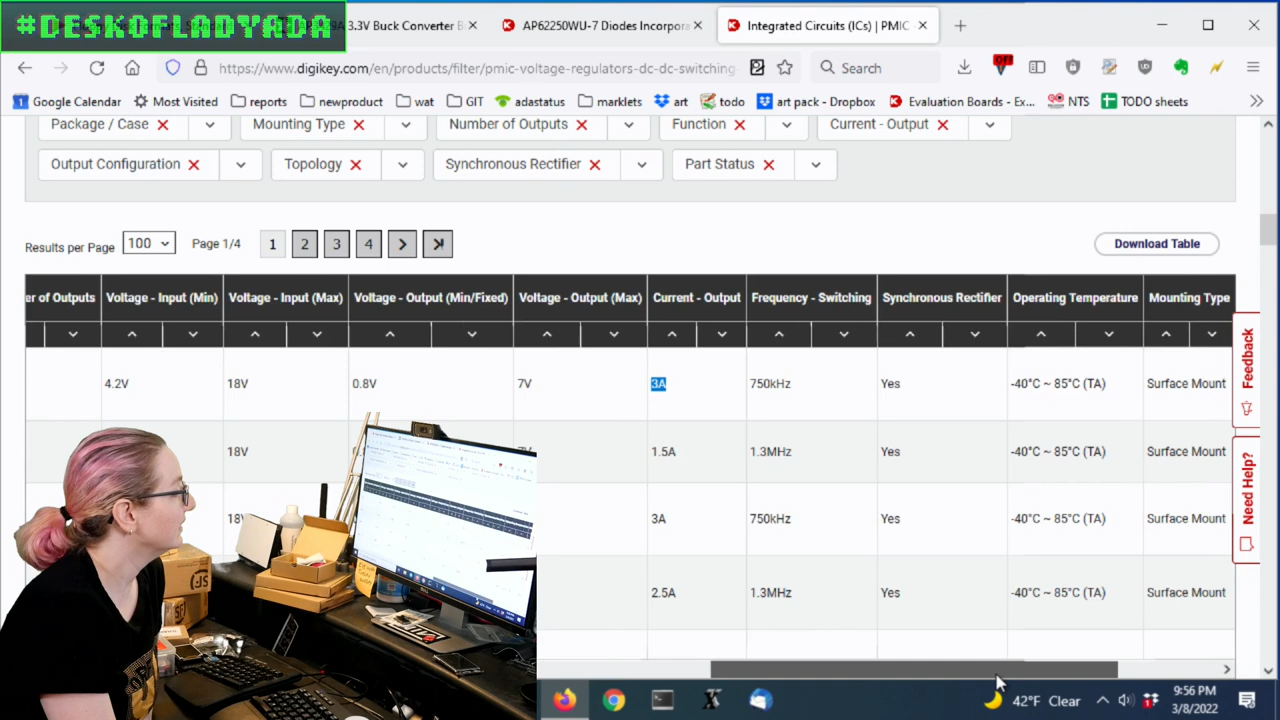 #DESKOFLADYADA
3.3V Buck Converter B
AP62250WU-7 Diodes Incorpora
Integrated Circuits (ICs) | PMIC
digikey.com/en/products/filter/pmic-voltage-regulators-dc-dc-switching
Search
Off
Google Calendar
Most Visited
reports
newproduct
wat
GIT
adastatus
marklets
art
todo
art pack - Dropbox
Evaluation Boards - Ex...
NTS
TODO sheets
Package / Case
Mounting Type
Number of Outputs
Function
Current - Output
Output Configuration
Topology
Synchronous Rectifier
Part Status
Results per Page
100
Page 1/4
1 2 3 4
Download Table
er of Outputs Voltage - Input (Min) Voltage - Input (Max) Voltage - Output (Min/Fixed) Voltage - Output (Max) Current - Output Frequency - Switching Synchronous Rectifier Operating Temperature Mounting Type
4.2V 18V 0.8V 7V 3A 750kHz Yes -40°C ~ 85°C (TA) Surface Mount
18V 1.5A 1.3MHz Yes -40°C ~ 85°C (TA) Surface Mount
3A 750kHz Yes -40°C ~ 85°C (TA) Surface Mount
2.5A 1.3MHz Yes -40°C ~ 85°C (TA) Surface Mount
Feedback
Need Help?
42°F Clear
9:56 PM
3/8/2022